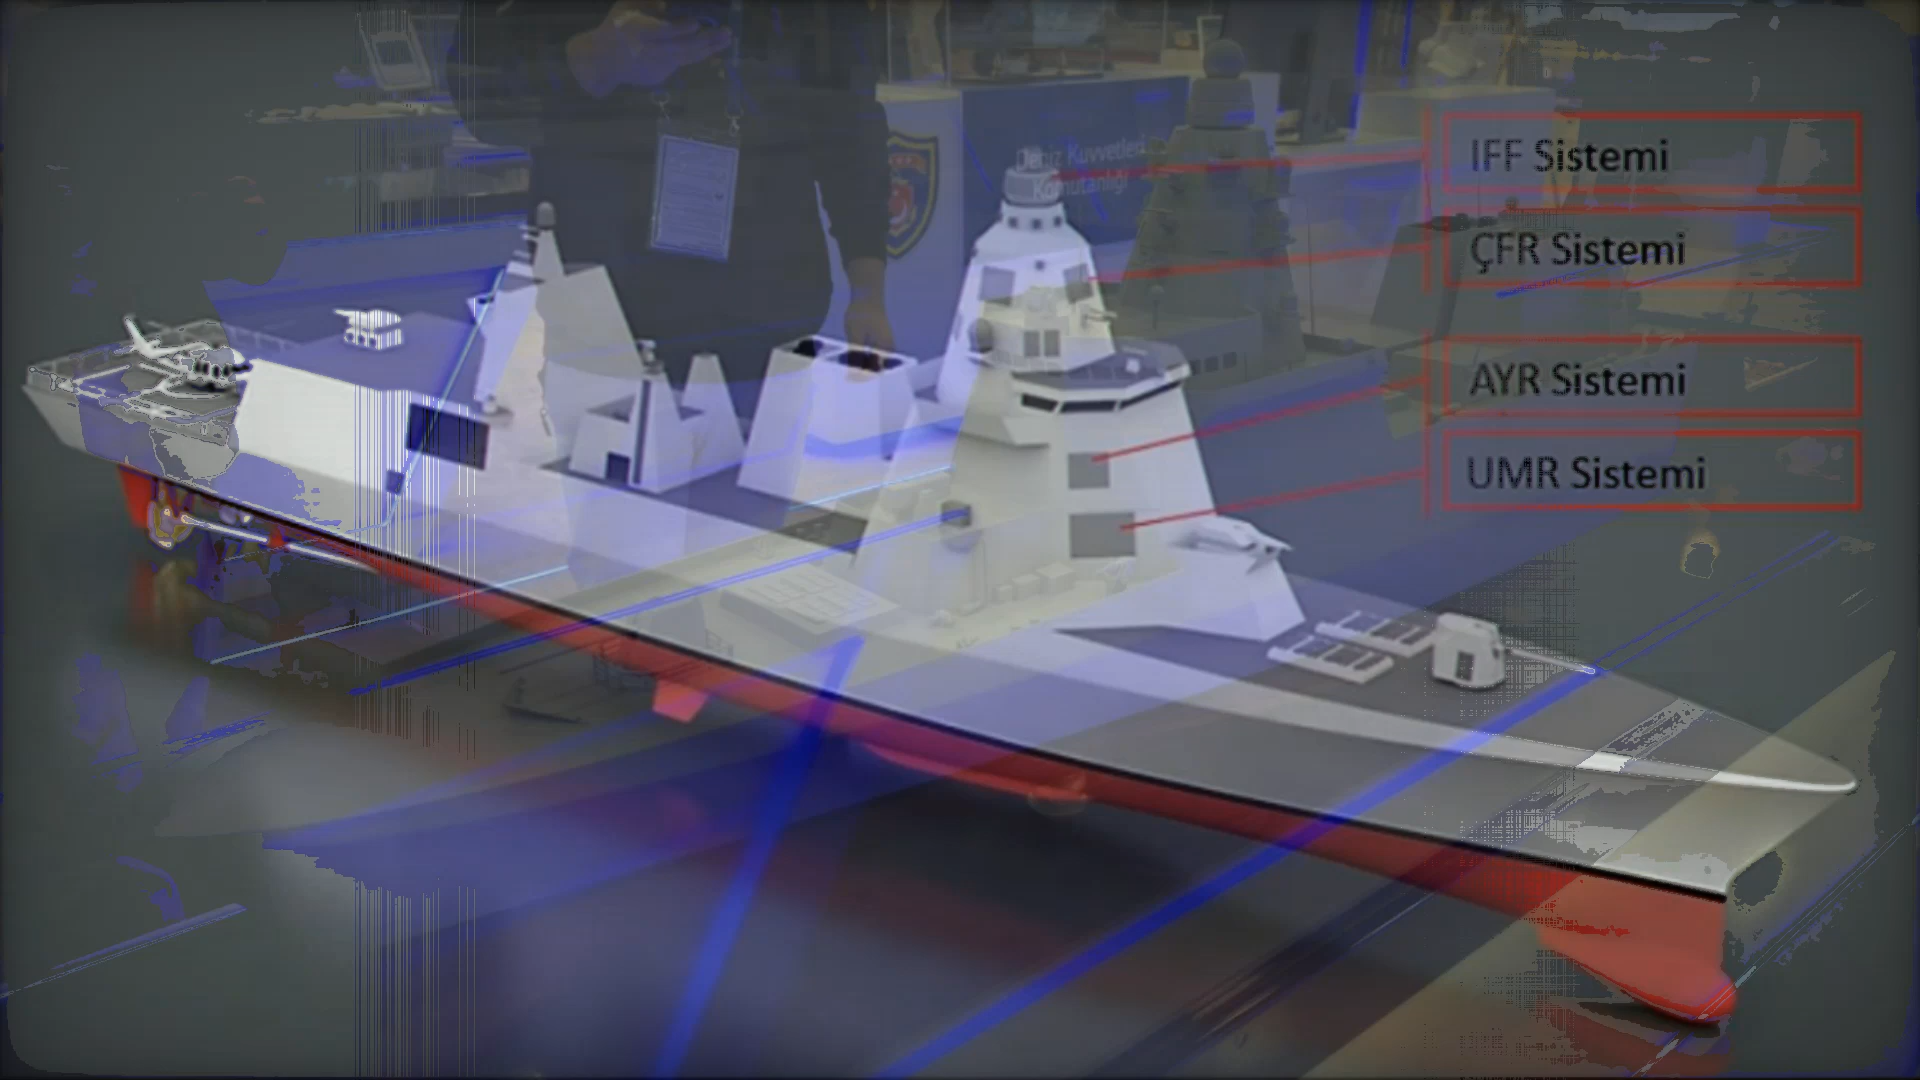 Deniz Kuvvetleri
Komutanlığı
IFF Sistemi
ÇFR Sistemi
AYR Sistemi
UMR Sistemi